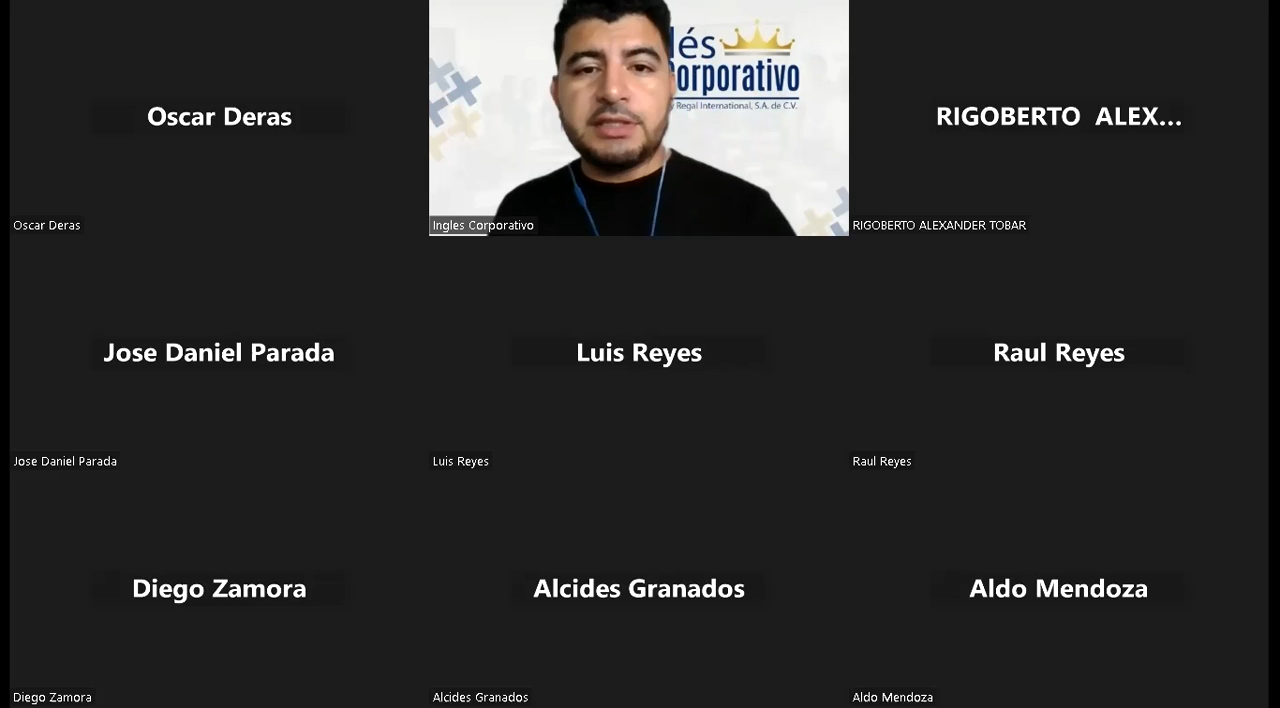 Oscar Deras
lés
orporativo
Regal International, S.A. de C.V.
RIGOBERTO ALEX...
Oscar Deras
Ingles Corporativo
RIGOBERTO ALEXANDER TOBAR
Jose Daniel Parada
Luis Reyes
Raul Reyes
Jose Daniel Parada
Luis Reyes
Raul Reyes
Diego Zamora
Alcides Granados
Aldo Mendoza
Diego Zamora
Alcides Granados
Aldo Mendoza